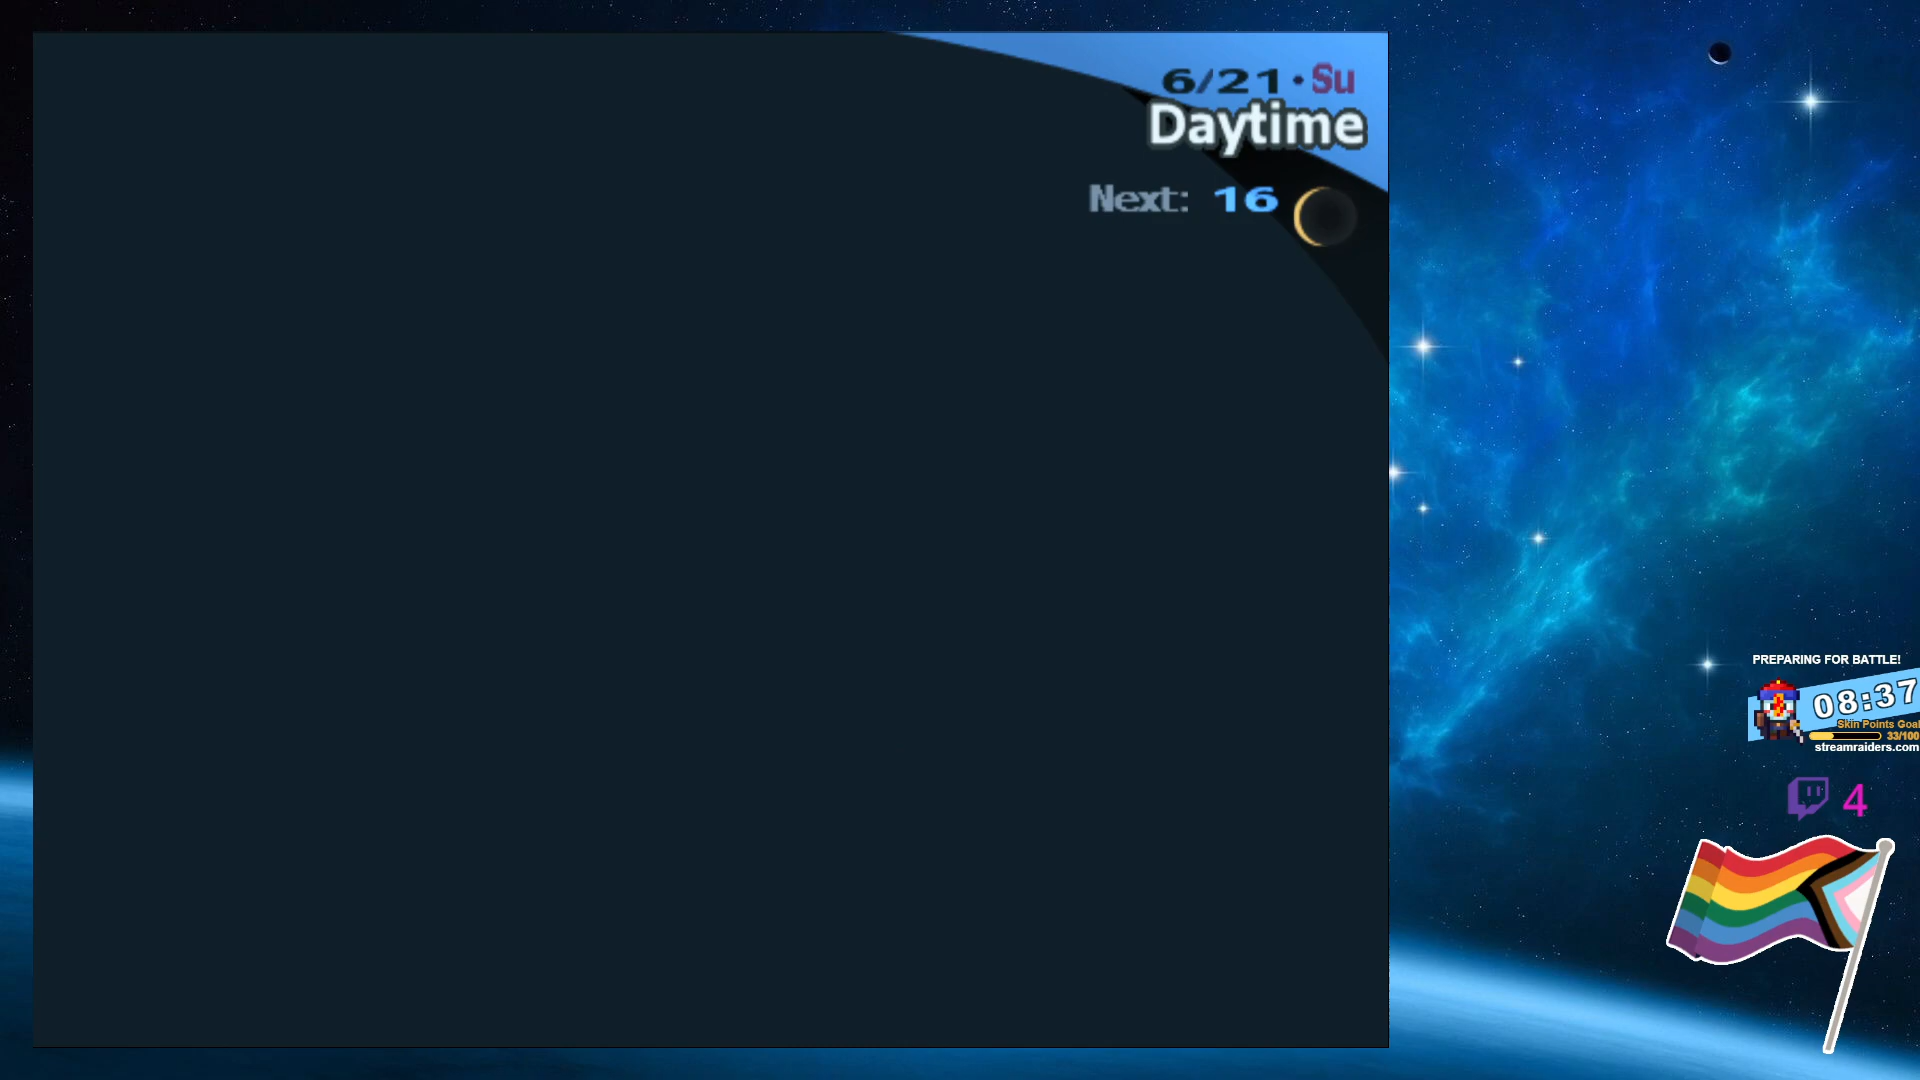 6/21·Su
Daytime
Next: 16
PREPARING FOR BATTLE!
08:37
Skin Points Goal
33/100
streamraiders.com
4